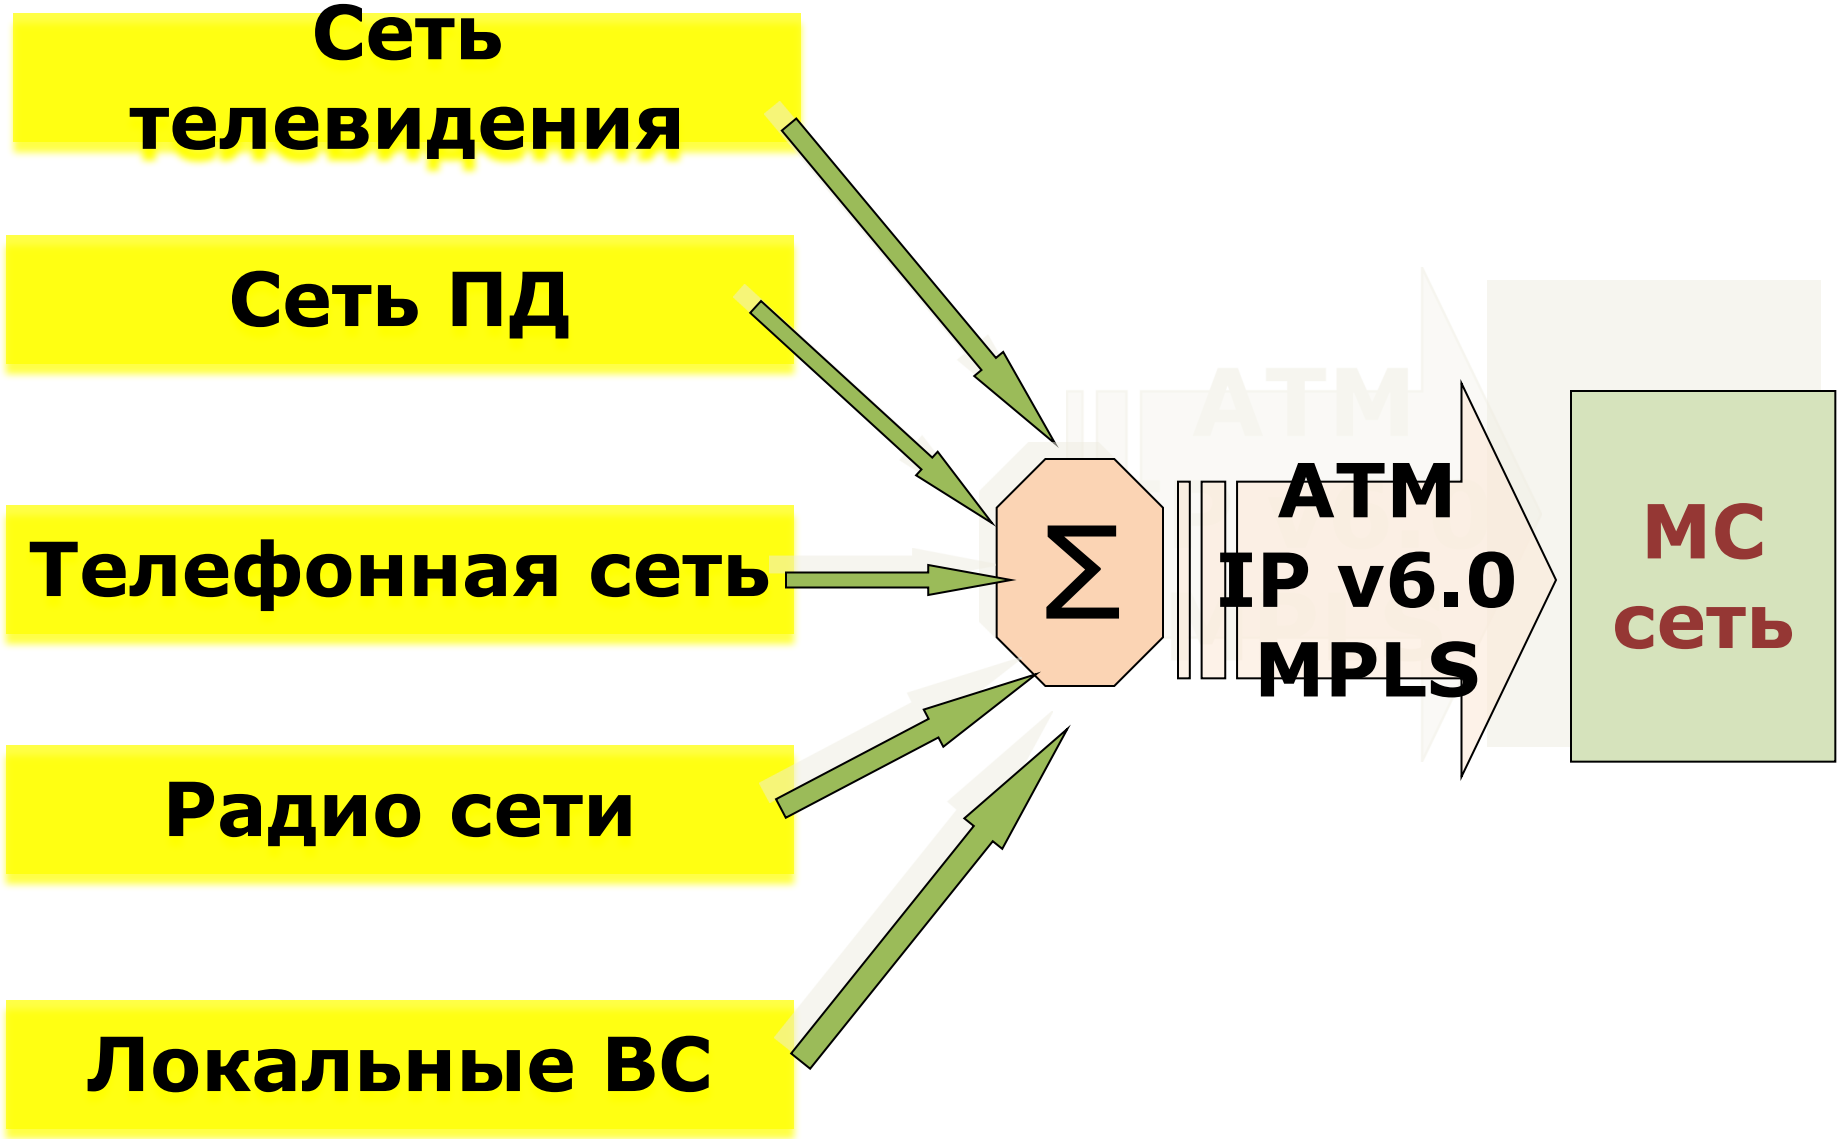 Сеть
телевидения
Сеть ПД
Телефонная сеть
Радио сети
Локальные ВС
Σ
ATM
IP v6.0
MPLS
МС
сеть